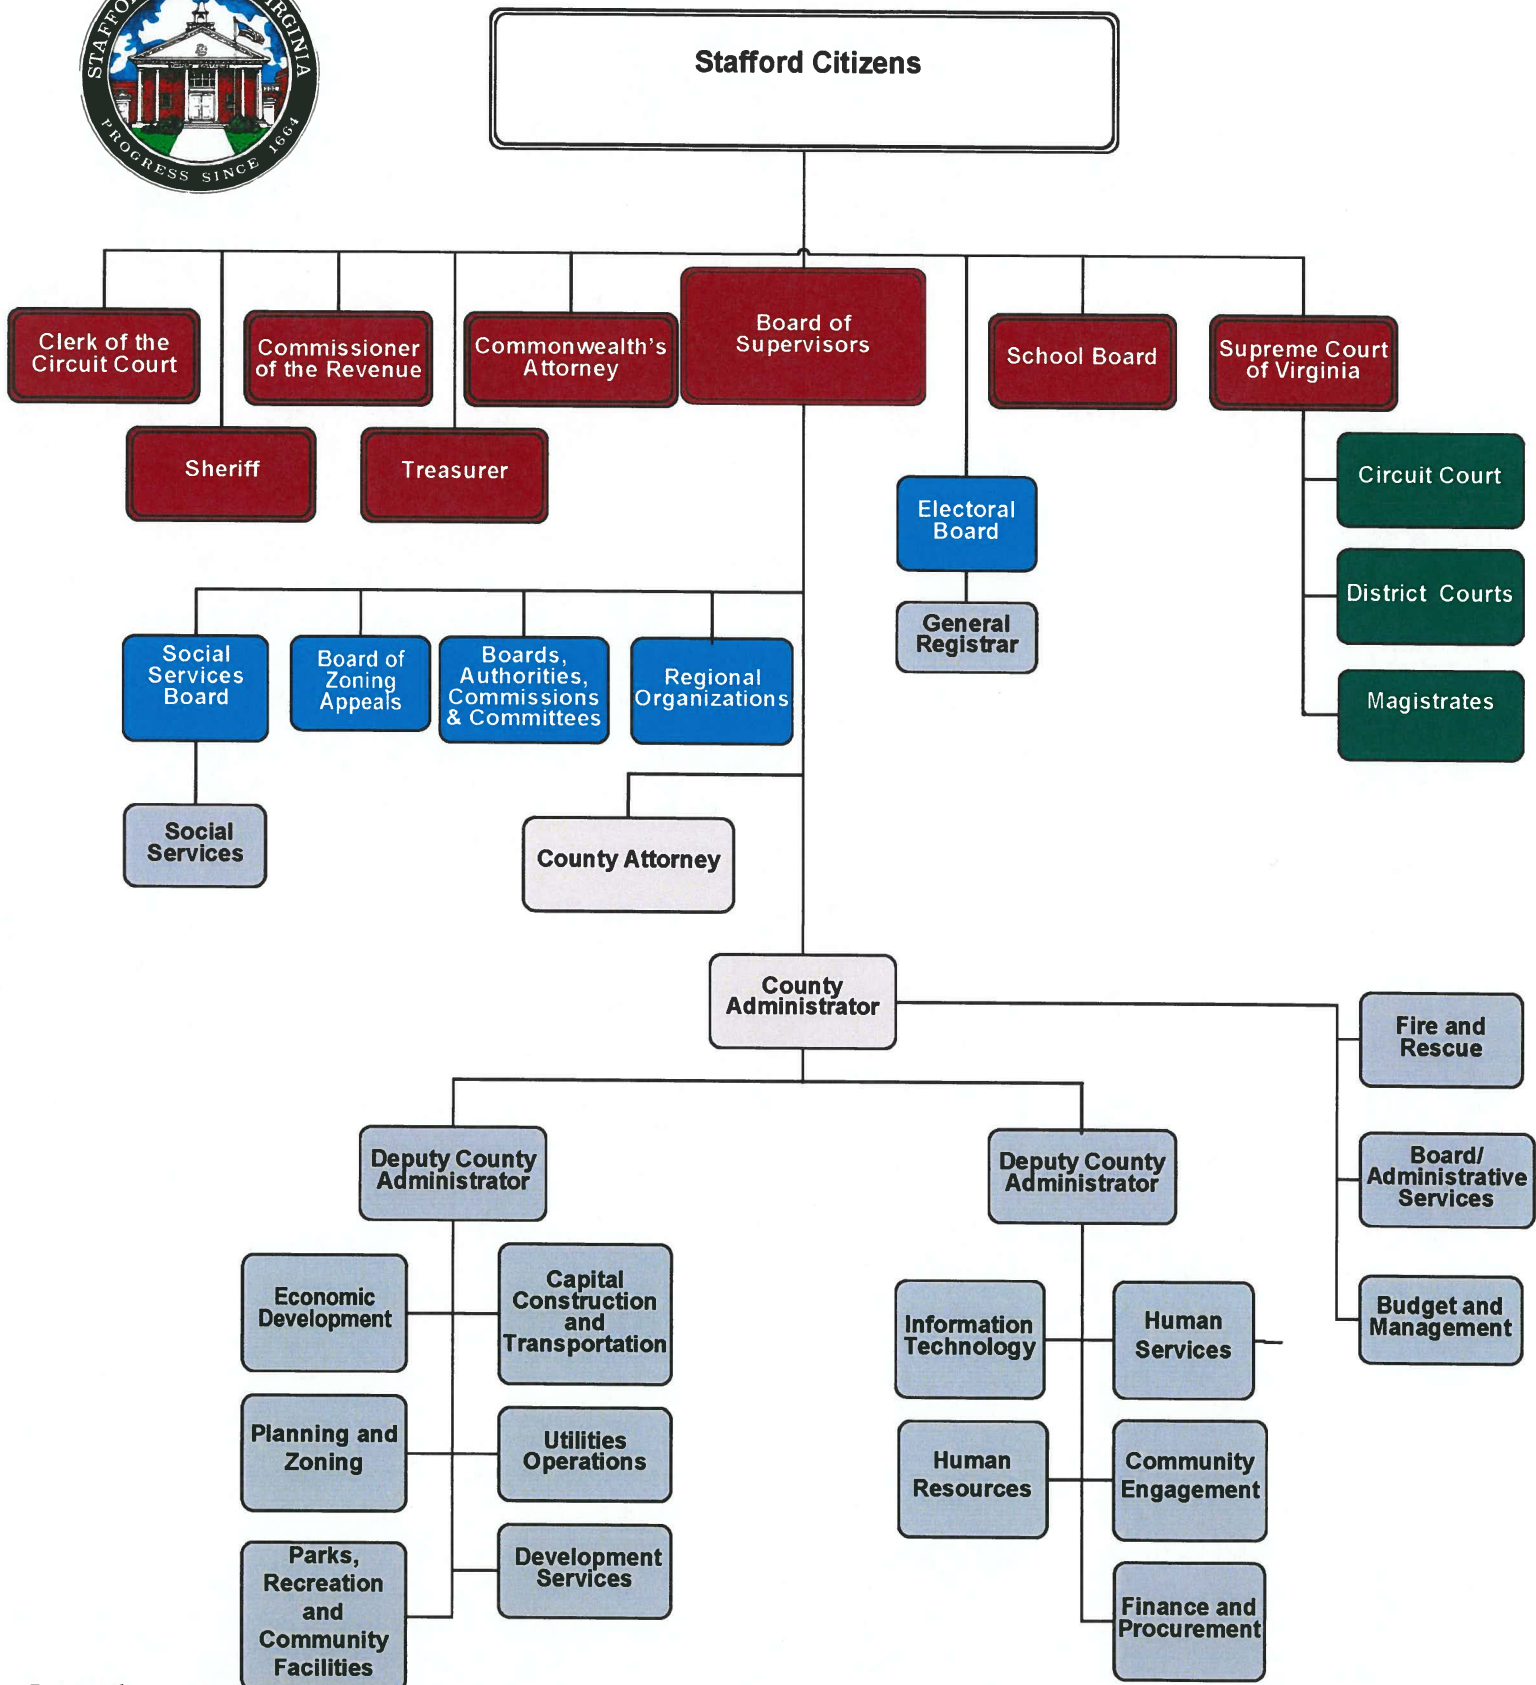 PROGRESS SINCE 1664
Stafford Citizens
Clerk of the
Circuit Court
Commissioner
of the Revenue
Commonwealth's
Attorney
Board of
Supervisors
School Board
Supreme Court
of Virginia
Sheriff
Treasurer
Electoral
Board
General
Registrar
Circuit Court
District Courts
Magistrates
Social
Services
Board
Board of
Zoning
Appeals
Boards,
Authorities,
Commissions
& Committees
Regional
Organizations
Social
Services
County Attorney
County
Administrator
Fire and
Rescue
Board/
Administrative
Services
Budget and
Management
Deputy County
Administrator
Deputy County
Administrator
Economic
Development
Capital
Construction
and
Transportation
Planning and
Zoning
Utilities
Operations
Parks,
Recreation
and
Community
Facilities
Development
Services
Information
Technology
Human
Services
Human
Resources
Community
Engagement
Finance and
Procurement